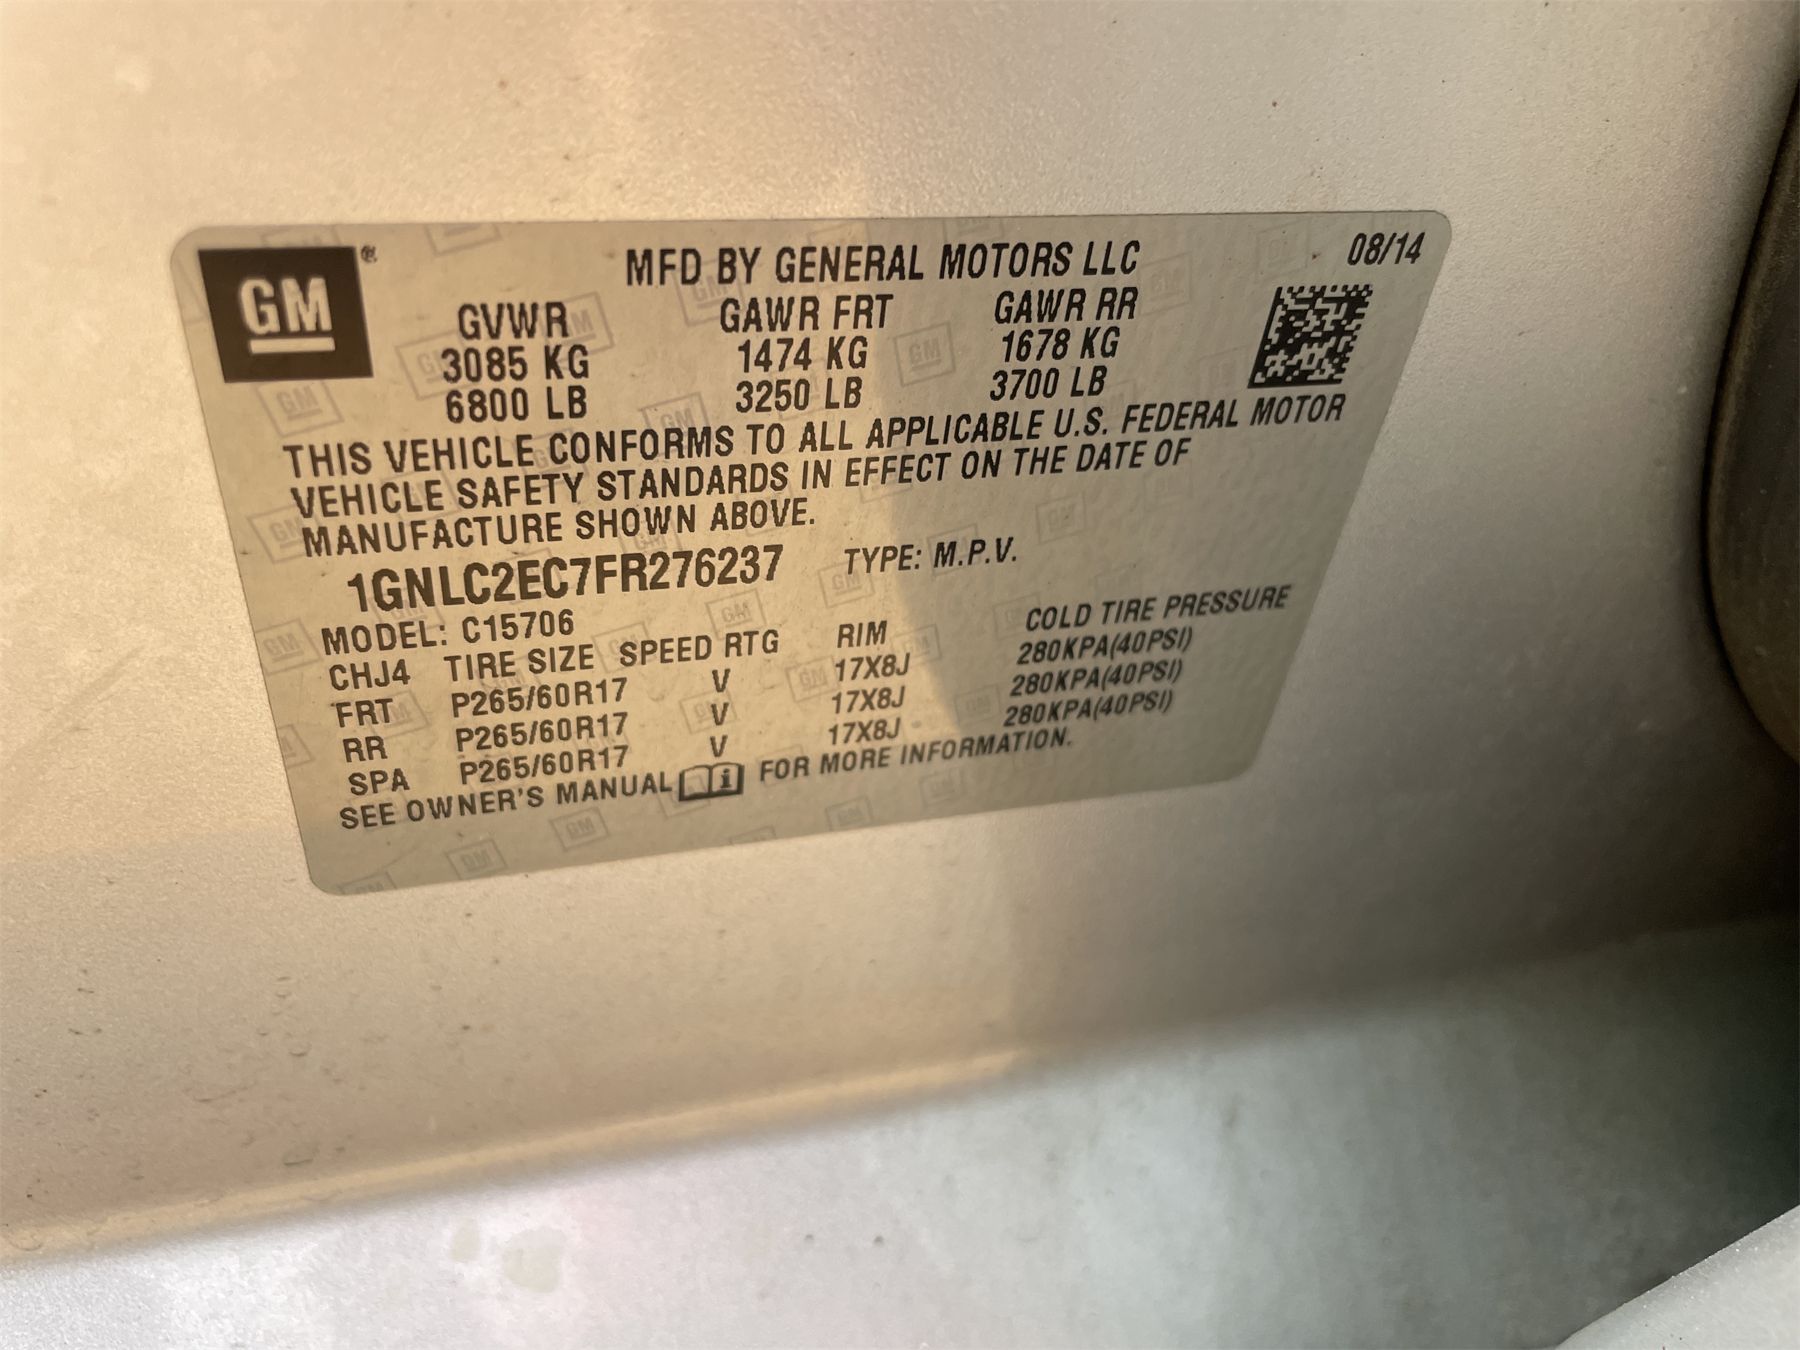 GM®
MFD BY GENERAL MOTORS LLC 08/14
GVWR GAWR FRT GAWR RR
3085 KG 1474 KG 1678 KG
6800 LB 3250 LB 3700 LB
THIS VEHICLE CONFORMS TO ALL APPLICABLE U.S. FEDERAL MOTOR
VEHICLE SAFETY STANDARDS IN EFFECT ON THE DATE OF
MANUFACTURE SHOWN ABOVE.
1GNLC2EC7FR276237 TYPE: M.P.V.
MODEL: C15706
CHJ4 TIRE SIZE SPEED RTG RIM COLD TIRE PRESSURE
FRT P265/60R17 V 17X8J 280KPA(40PSI)
RR P265/60R17 V 17X8J 280KPA(40PSI)
SPA P265/60R17 V 17X8J 280KPA(40PSI)
SEE OWNER'S MANUAL FOR MORE INFORMATION.